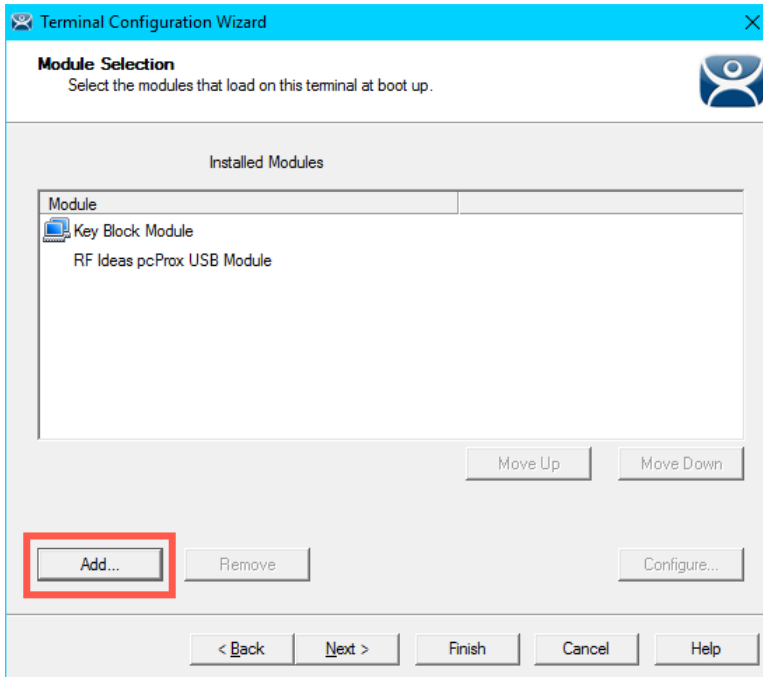 Terminal Configuration Wizard
Module Selection
Select the modules that load on this terminal at boot up.
Installed Modules
Module
Key Block Module
RF Ideas pcProx USB Module
Move Up Move Down
Add... Remove Configure...
< Back Next > Finish Cancel Help